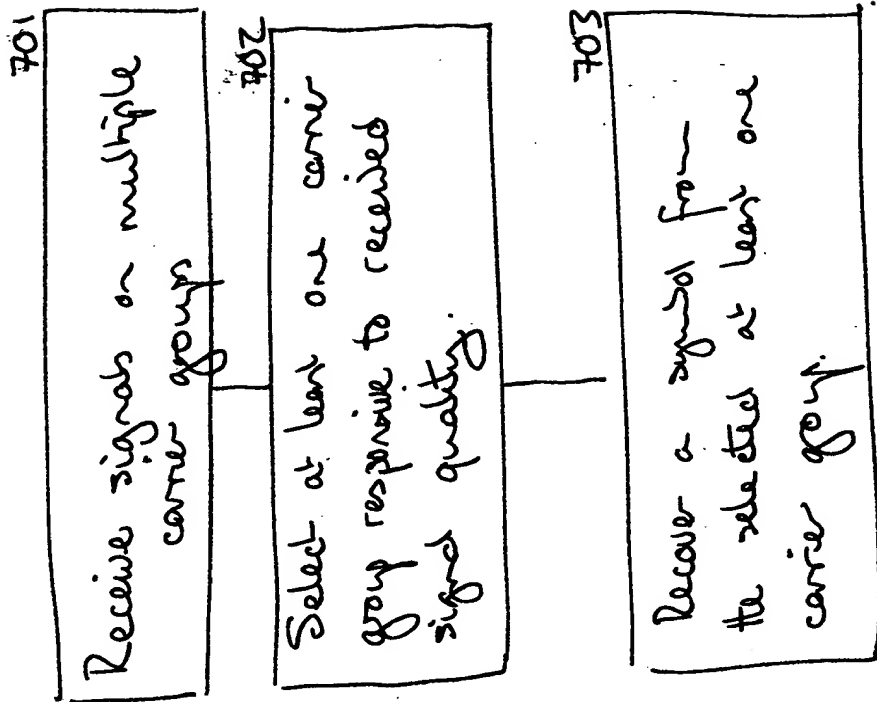 701
Receive signals on multiple
carrier groups
702
Select at least one carrier
group responsive to received
signal quality.
703
Recover a symbol from
the selected at least one
carrier group.